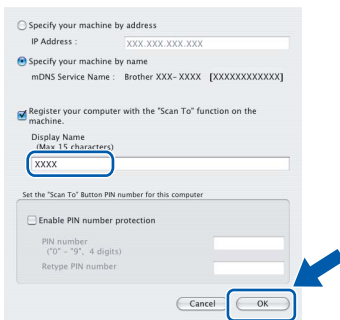 Specify your machine by address
IP Address : XXX.XXX.XXX.XXX
Specify your machine by name
mDNS Service Name : Brother XXX-XXXX [XXXXXXXXXXXX]
Register your computer with the "Scan To" function on the
machine.
Display Name
(Max 15 characters)
XXXX
Set the "Scan To" Button PIN number for this computer
Enable PIN number protection
PIN number
("0" - "9", 4 digits)
Retype PIN number
Cancel OK